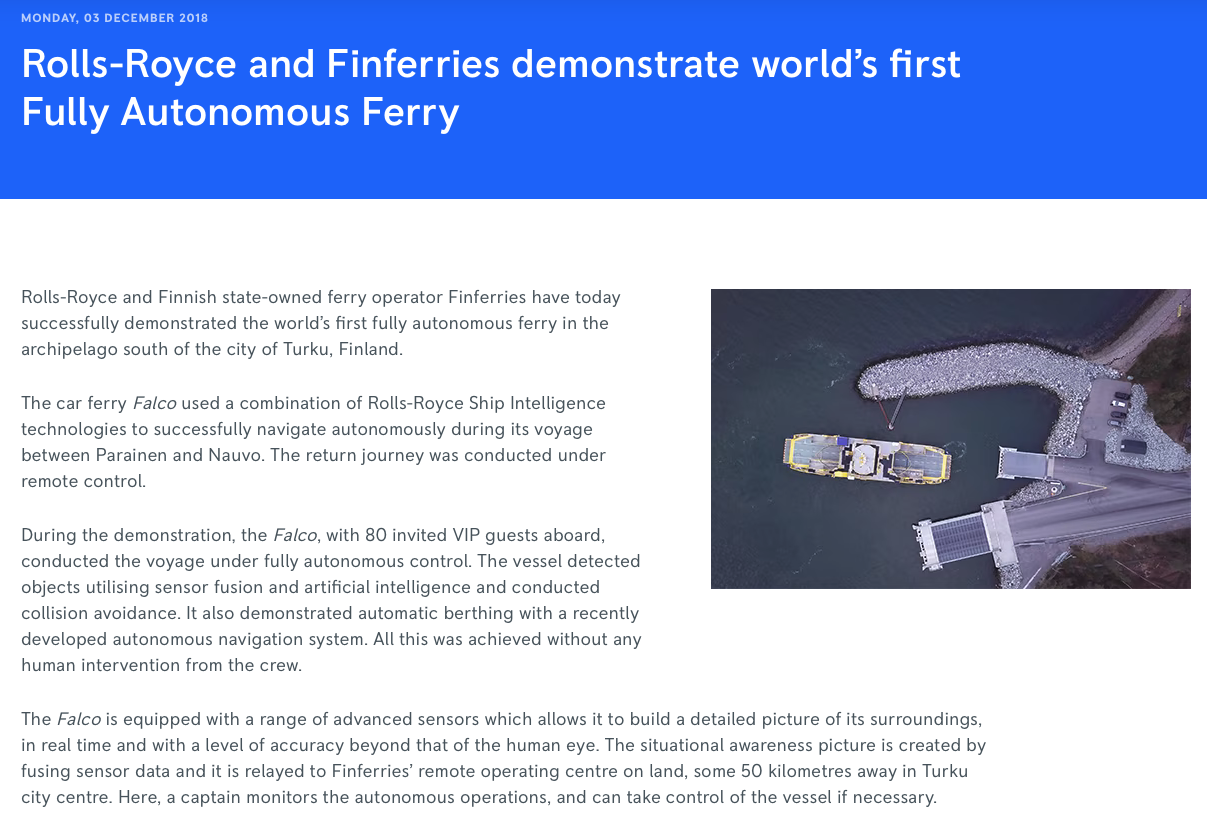 MONDAY, 03 DECEMBER 2018
Rolls-Royce and Finferries demonstrate world’s first
Fully Autonomous Ferry
Rolls-Royce and Finnish state-owned ferry operator Finferries have today
successfully demonstrated the world’s first fully autonomous ferry in the
archipelago south of the city of Turku, Finland.
The car ferry Falco used a combination of Rolls-Royce Ship Intelligence
technologies to successfully navigate autonomously during its voyage
between Parainen and Nauvo. The return journey was conducted under
remote control.
During the demonstration, the Falco, with 80 invited VIP guests aboard,
conducted the voyage under fully autonomous control. The vessel detected
objects utilising sensor fusion and artificial intelligence and conducted
collision avoidance. It also demonstrated automatic berthing with a recently
developed autonomous navigation system. All this was achieved without any
human intervention from the crew.
The Falco is equipped with a range of advanced sensors which allows it to build a detailed picture of its surroundings,
in real time and with a level of accuracy beyond that of the human eye. The situational awareness picture is created by
fusing sensor data and it is relayed to Finferries’ remote operating centre on land, some 50 kilometres away in Turku
city centre. Here, a captain monitors the autonomous operations, and can take control of the vessel if necessary.